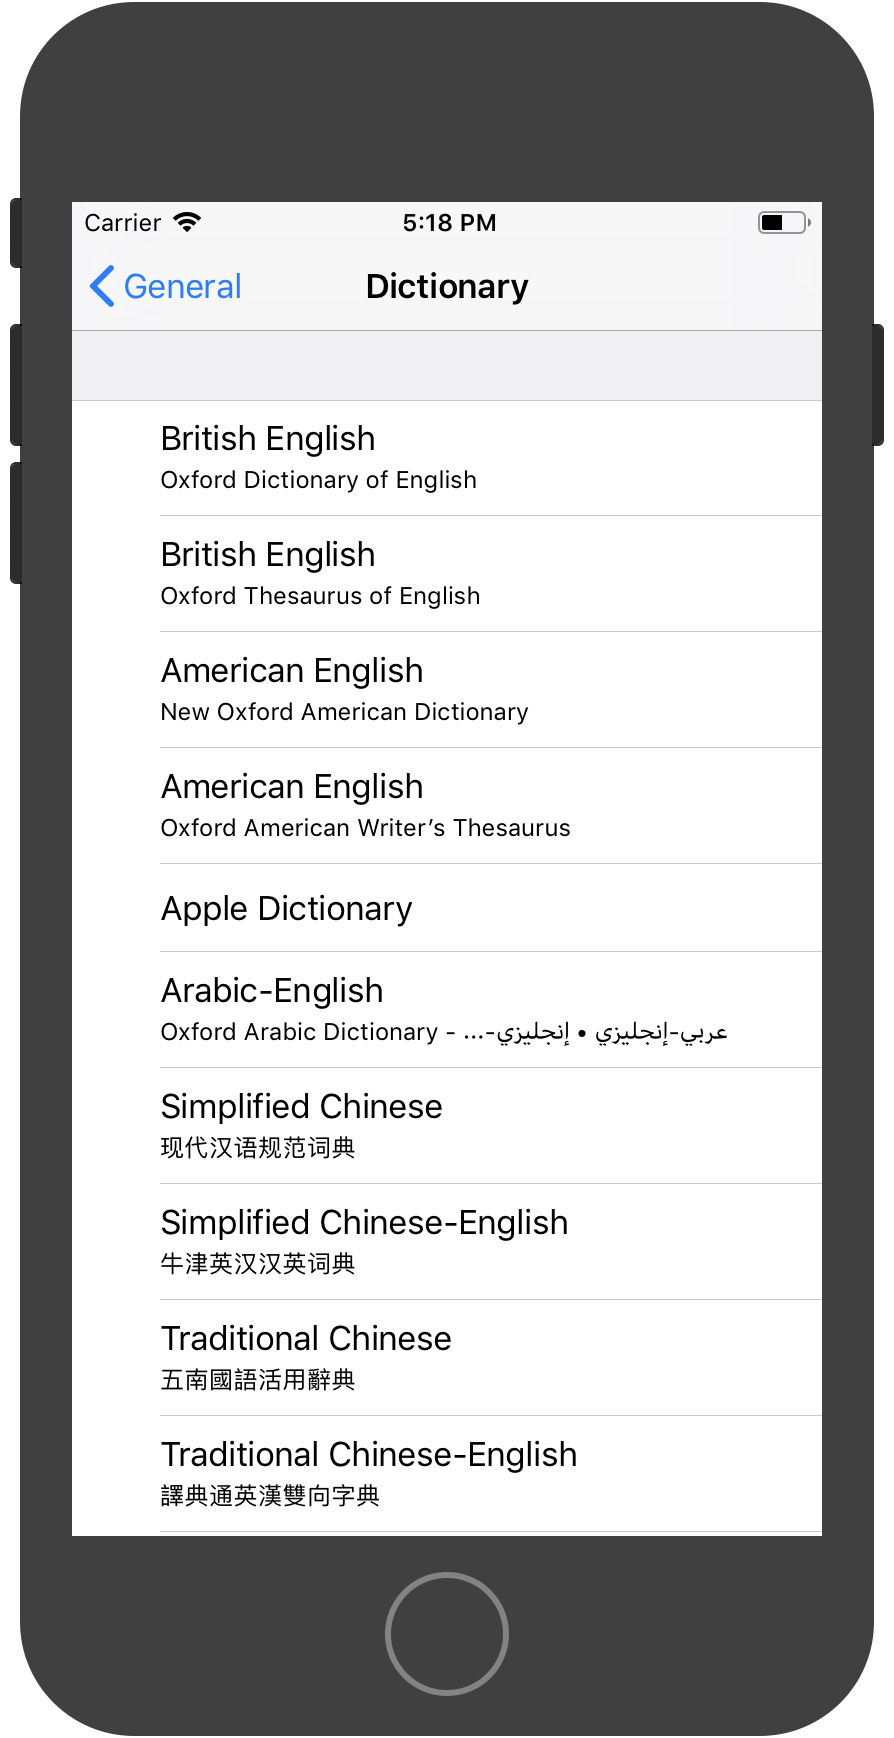 Carrier 5:18 PM
General Dictionary
British English
Oxford Dictionary of English
British English
Oxford Thesaurus of English
American English
New Oxford American Dictionary
American English
Oxford American Writer’s Thesaurus
Apple Dictionary
Arabic-English
Oxford Arabic Dictionary - عربي-إنجليزي • إنجليزي-...
Simplified Chinese
现代汉语规范词典
Simplified Chinese-English
牛津英汉汉英词典
Traditional Chinese
五南國語活用辭典
Traditional Chinese-English
譯典通英漢雙向字典